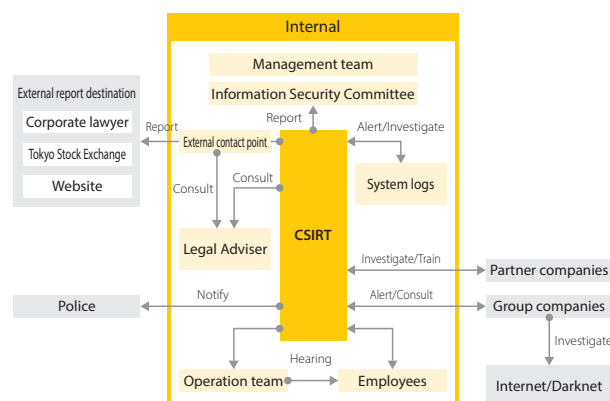 Internal
Management team
Information Security Committee
External report destination
Corporate lawyer
Tokyo Stock Exchange
Website
Report
External contact point
Report
Alert/Investigate
System logs
Consult
Consult
Legal Adviser
CSIRT
Investigate/Train
Partner companies
Police
Notify
Alert/Consult
Group companies
Investigate
Hearing
Operation team
Employees
Internet/Darknet